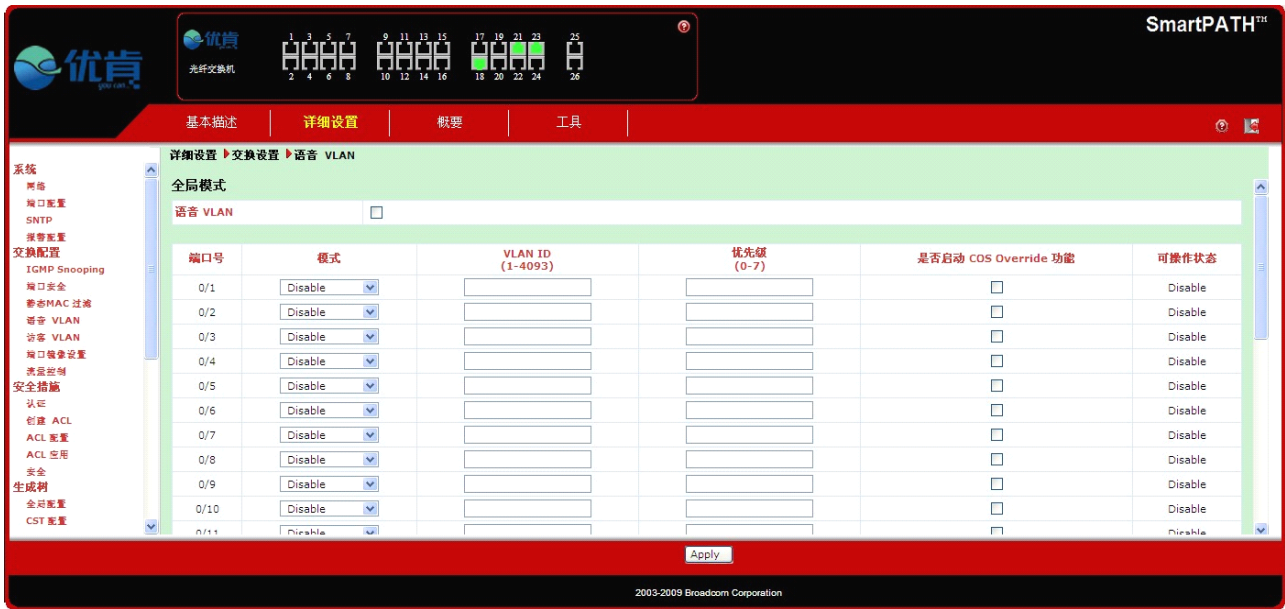 SmartPATH™
优肯
you can.
优肯
光纤交换机
1 3 5 7 9 11 13 15 17 19 21 23 25
2 4 6 8 10 12 14 16 18 20 22 24 26
基本描述 详细设置 概要 工具
详细设置 交换设置 语音 VLAN
系统
网络
端口配置
SNTP
报警配置
交换配置
IGMP Snooping
端口安全
静态MAC 过滤
语音 VLAN
访客 VLAN
端口镜像设置
流量控制
安全措施
认证
创建 ACL
ACL 配置
ACL 应用
安全
生成树
全局配置
CST 配置
全局模式
语音 VLAN
端口号 模式 VLAN ID (1-4093) 优先级 (0-7) 是否启动 COS Override 功能 可操作状态
0/1 Disable Disable
0/2 Disable Disable
0/3 Disable Disable
0/4 Disable Disable
0/5 Disable Disable
0/6 Disable Disable
0/7 Disable Disable
0/8 Disable Disable
0/9 Disable Disable
0/10 Disable Disable
0/11 Disable Disable
Apply
2003-2009 Broadcom Corporation